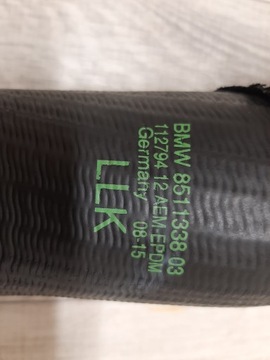 BMW 8511338 03
112794 12 AEM-EPDM
Germany 08-15
LLK